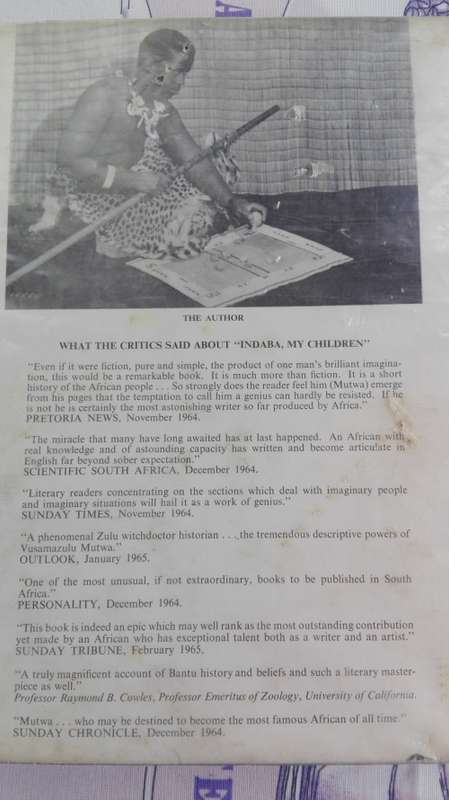 THE AUTHOR
WHAT THE CRITICS SAID ABOUT "INDABA, MY CHILDREN"
"Even if it were fiction, pure and simple, the product of one man's brilliant imagina-
tion, this would be a remarkable book. It is much more than fiction. It is a short
history of the African people . . . So strongly does the reader feel him (Mutwa) emerge
from his pages that the temptation to call him a genius can hardly be resisted. If he
is not he is certainly the most astonishing writer so far produced by Africa."
PRETORIA NEWS, November 1964.
"The miracle that many have long awaited has at last happened. An African with
real knowledge and of astounding capacity has written and become articulate in
English far beyond sober expectation."
SCIENTIFIC SOUTH AFRICA, December 1964.
"Literary readers concentrating on the sections which deal with imaginary people
and imaginary situations will hail it as a work of genius."
SUNDAY TIMES, November 1964.
"A phenomenal Zulu witchdoctor historian . . . the tremendous descriptive powers of
Vusamazulu Mutwa."
OUTLOOK, January 1965.
"One of the most unusual, if not extraordinary, books to be published in South
Africa."
PERSONALITY, December 1964.
"This book is indeed an epic which may well rank as the most outstanding contribution
yet made by an African who has exceptional talent both as a writer and an artist."
SUNDAY TRIBUNE, February 1965.
"A truly magnificent account of Bantu history and beliefs and such a literary master-
piece as well."
Professor Raymond B. Cowles, Professor Emeritus of Zoology, University of California.
"Mutwa . . . who may be destined to become the most famous African of all time."
SUNDAY CHRONICLE, December 1964.